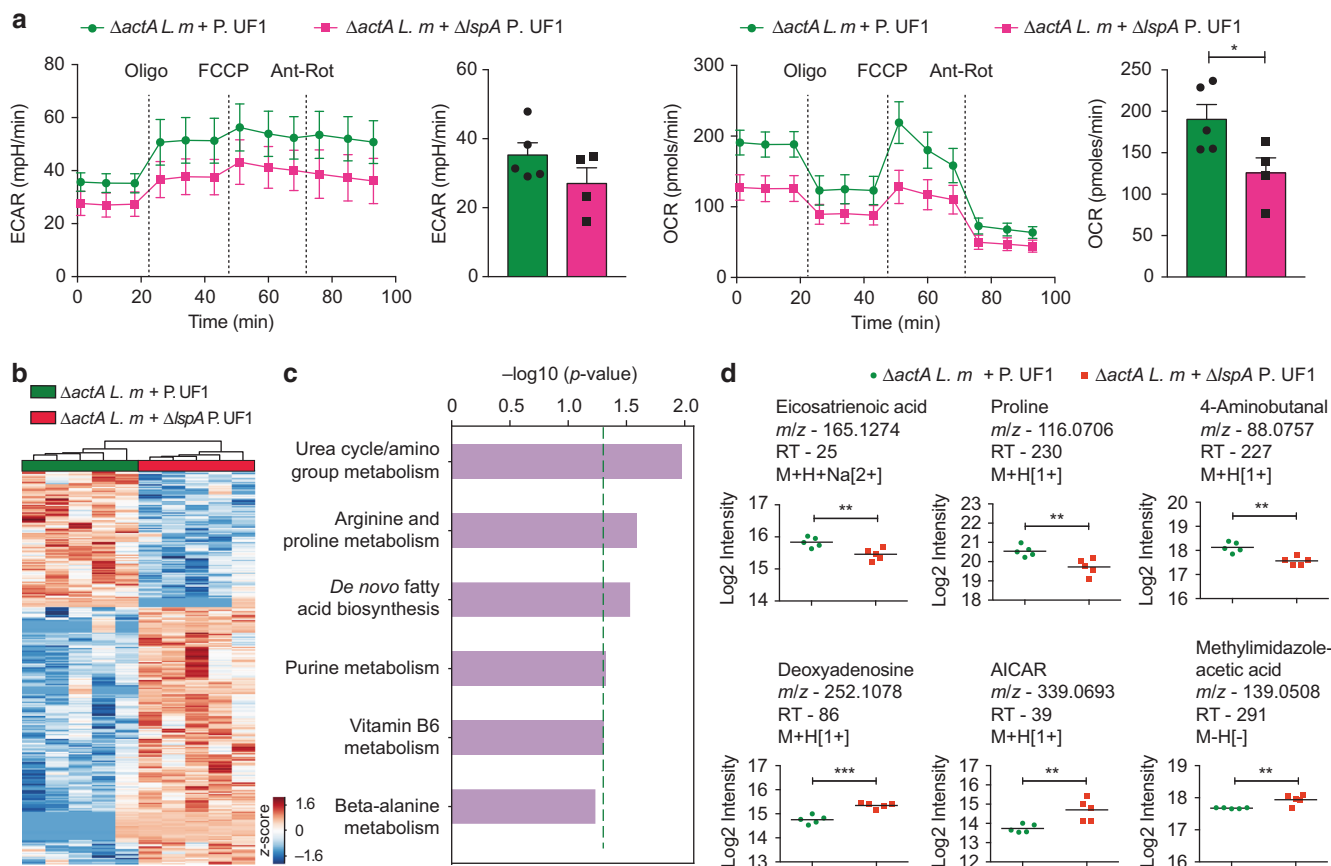 a
ΔactA L. m + P. UF1
ΔactA L. m + ΔlspA P. UF1
ECAR (mpH/min)
80
60
40
20
0
Oligo
FCCP
Ant-Rot
0
20
40
60
80
100
Time (min)
ECAR (mpH/min)
60
40
20
0
ΔactA L. m + P. UF1
ΔactA L. m + ΔlspA P. UF1
OCR (pmols/min)
300
200
100
0
Oligo
FCCP
Ant-Rot
0
20
40
60
80
100
Time (min)
OCR (pmoles/min)
250
200
150
100
50
0
*
b
ΔactA L. m + P. UF1
ΔactA L. m + ΔlspA P. UF1
z-score
1.6
0
−1.6
c
−log10 (p-value)
0
0.5
1.0
1.5
2.0
Urea cycle/amino
group metabolism
Arginine and
proline metabolism
De novo fatty
acid biosynthesis
Purine metabolism
Vitamin B6
metabolism
Beta-alanine
metabolism
d
ΔactA L. m + P. UF1
ΔactA L. m + ΔlspA P. UF1
Eicosatrienoic acid
m/z - 165.1274
RT - 25
M+H+Na[2+]
Log2 Intensity
17
16
15
14
**
Proline
m/z - 116.0706
RT - 230
M+H[1+]
Log2 Intensity
23
22
21
20
19
18
**
4-Aminobutanal
m/z - 88.0757
RT - 227
M+H[1+]
Log2 Intensity
20
19
18
17
16
**
Deoxyadenosine
m/z - 252.1078
RT - 86
M+H[1+]
Log2 Intensity
17
16
15
14
13
***
AICAR
m/z - 339.0693
RT - 39
M+H[1+]
Log2 Intensity
17
16
15
14
13
12
**
Methylimidazole-
acetic acid
m/z - 139.0508
RT - 291
M-H[-]
Log2 Intensity
19
18
17
16
**